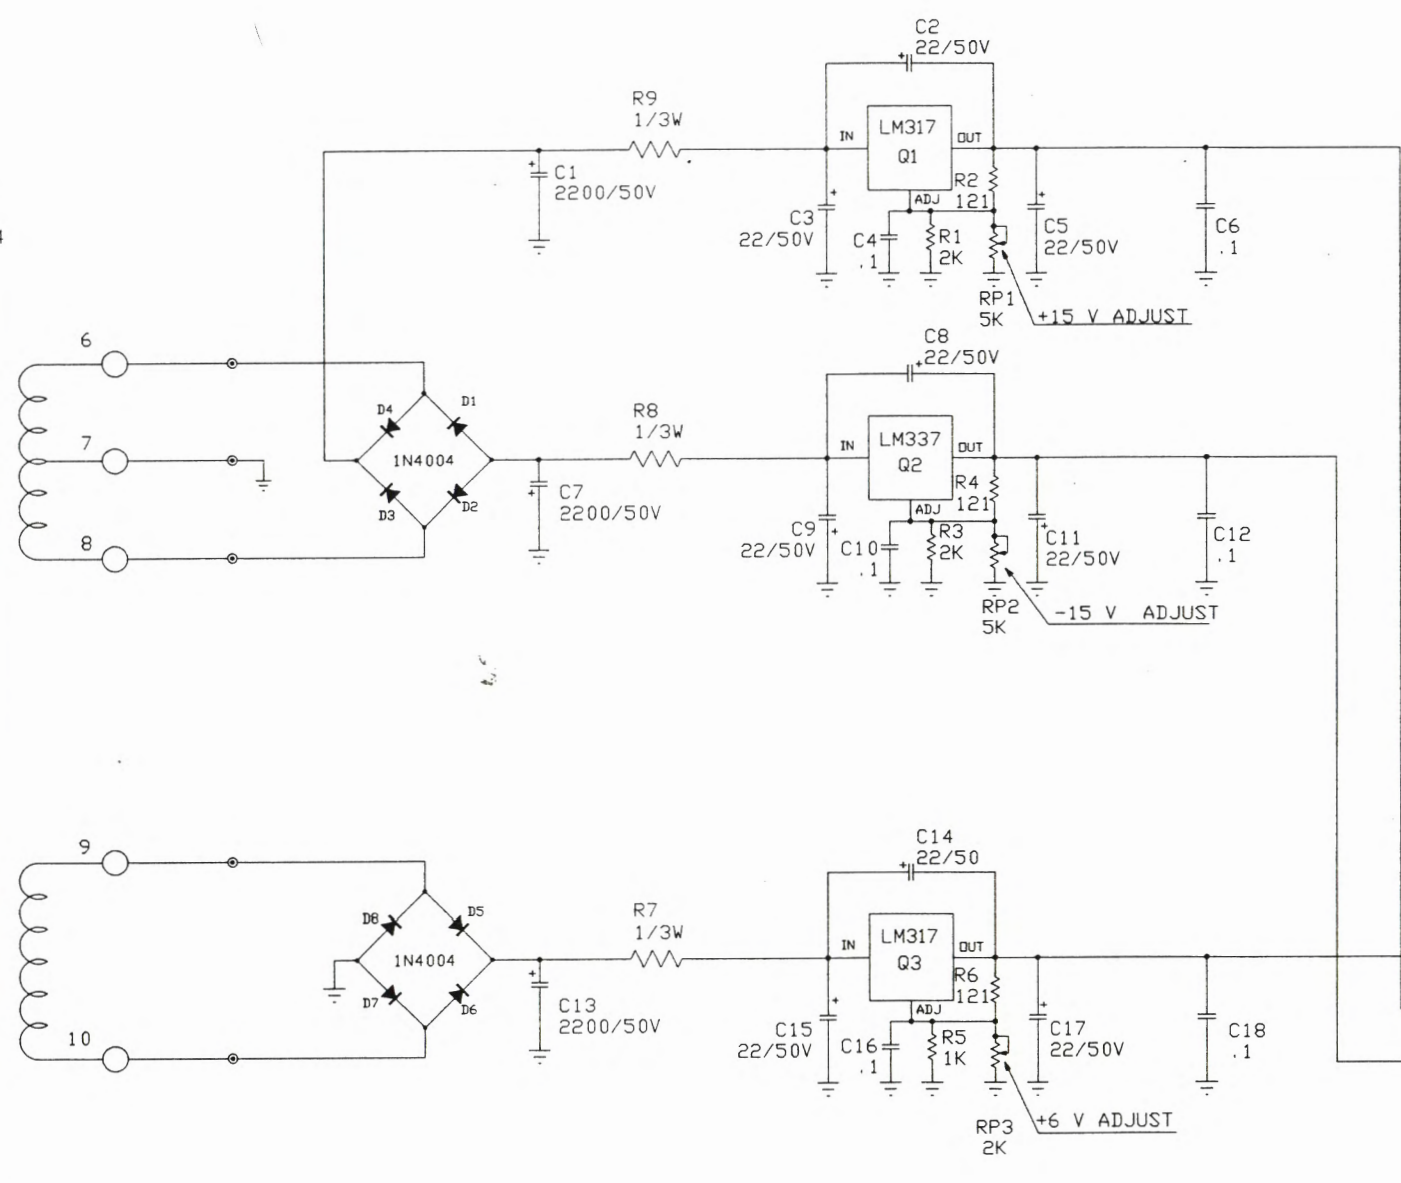 C2
22/50V
R9
1/3W
IN
LM317
Q1
OUT
C1
2200/50V
ADJ
R2
121
C3
22/50V
C4
.1
R1
2K
C5
22/50V
C6
.1
RP1
5K
+15 V ADJUST
6
7
8
D4
D1
1N4004
D3
D2
C8
22/50V
R8
1/3W
IN
LM337
Q2
OUT
C7
2200/50V
ADJ
R4
121
C9
22/50V
C10
.1
R3
2K
C11
22/50V
C12
.1
RP2
5K
-15 V ADJUST
9
10
D8
D5
1N4004
D7
D6
C14
22/50
R7
1/3W
IN
LM317
Q3
OUT
C13
2200/50V
ADJ
R6
121
C15
22/50V
C16
.1
R5
1K
C17
22/50V
C18
.1
RP3
2K
+6 V ADJUST